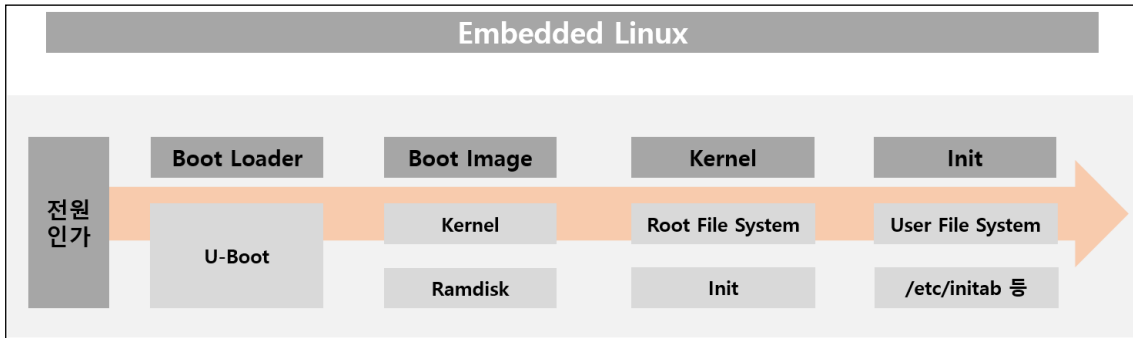 Embedded Linux
전원
인가
Boot Loader
U-Boot
Boot Image
Kernel
Ramdisk
Kernel
Root File System
Init
Init
User File System
/etc/initab 등